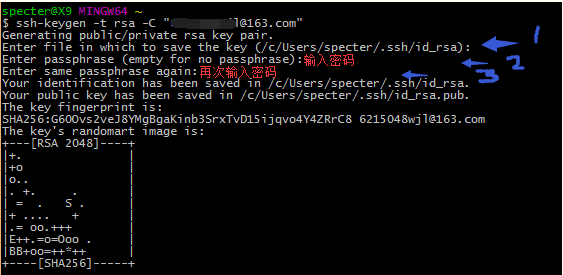 specter@X9 MINGW64 ~
$ ssh-keygen -t rsa -C "jl@163.com"
Generating public/private rsa key pair.
Enter file in which to save the key (/c/Users/specter/.ssh/id_rsa): 1
Enter passphrase (empty for no passphrase):输入密码 2
Enter same passphrase again:再次输入密码 3
Your identification has been saved in /c/Users/specter/.ssh/id_rsa.
Your public key has been saved in /c/Users/specter/.ssh/id_rsa.pub.
The key fingerprint is:
SHA256:G6OOvs2veJ8YMgBgaKinb3SrxTvD15ijqvo4Y4ZRrC8 6215048wjl@163.com
The key's randomart image is:
+---[RSA 2048]----+
|+.               |
|+o               |
|o..              |
|. +.     .       |
| =  .   S .      |
|+ ....   +       |
|.= oo.+++        |
|E++.=o=Ooo .     |
|BB+oo=++*++      |
+----[SHA256]-----+